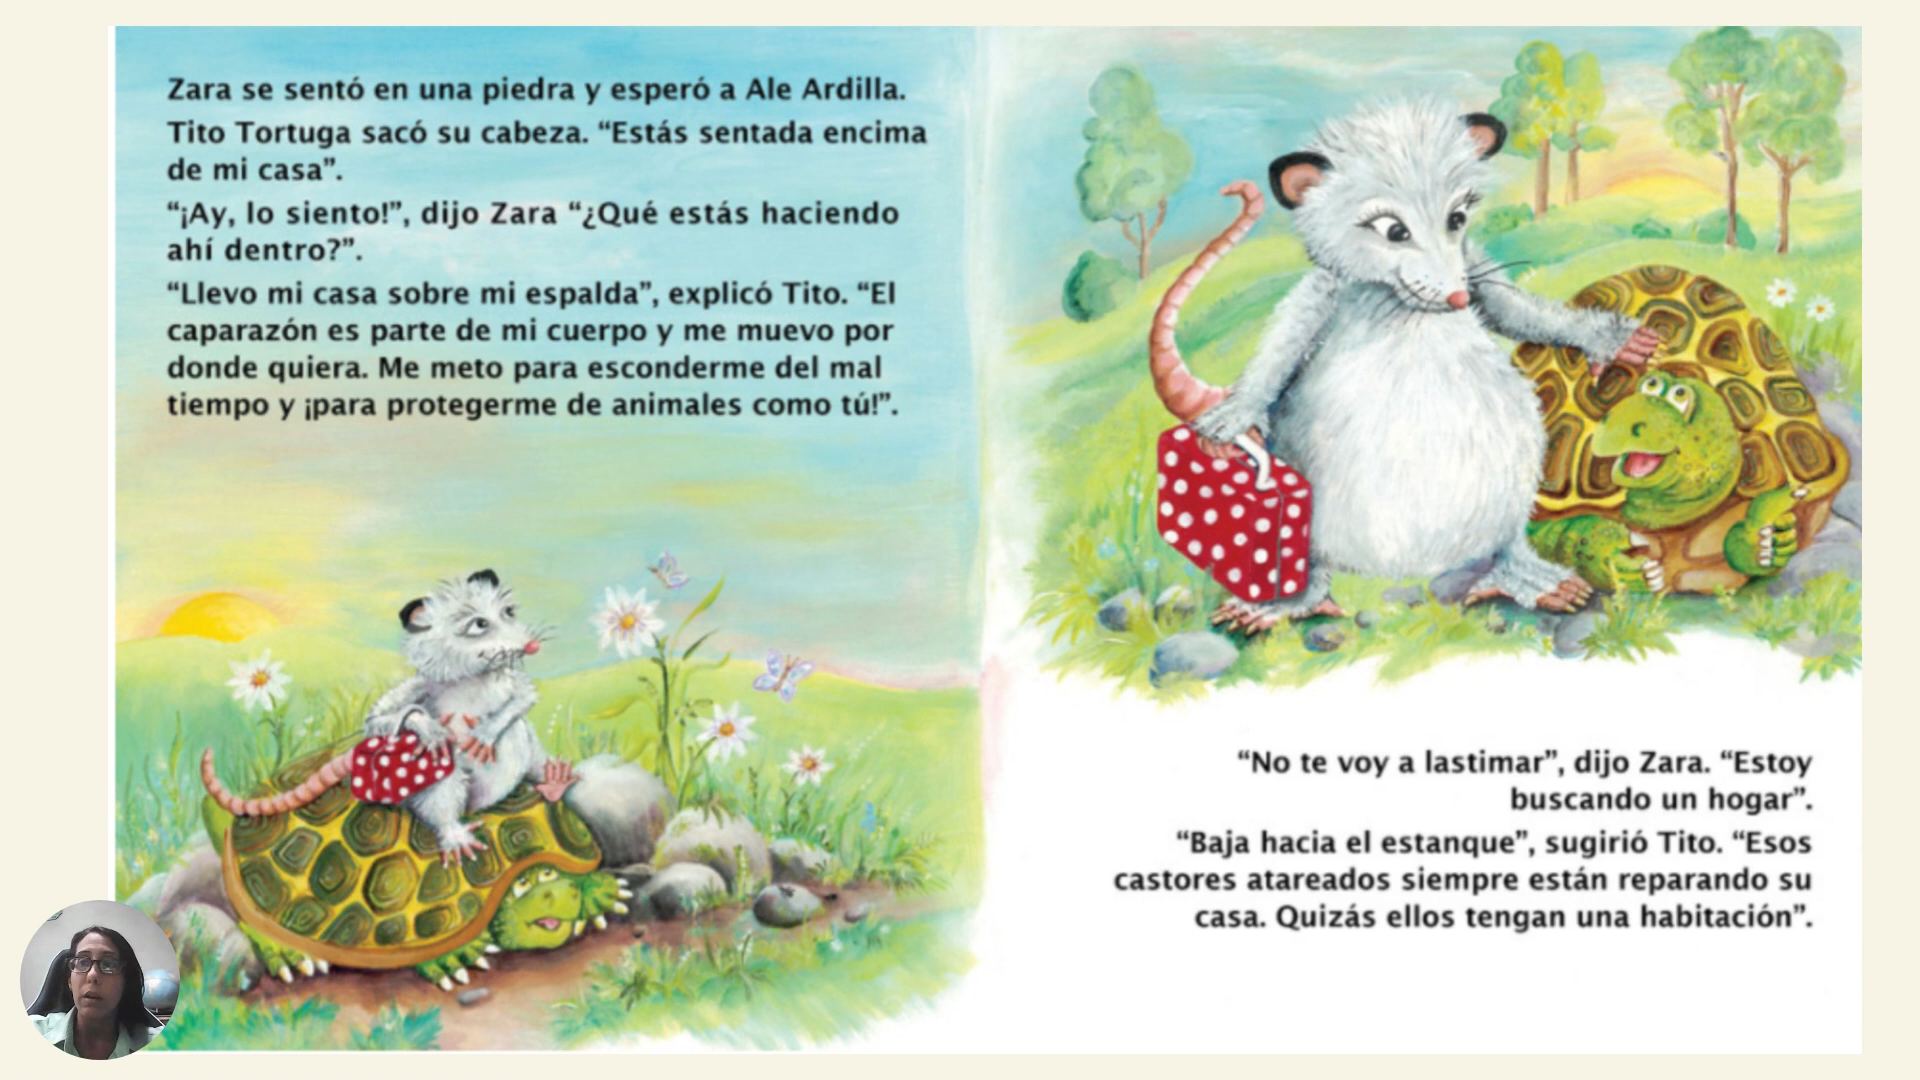 Zara se sentó en una piedra y esperó a Ale Ardilla.
Tito Tortuga sacó su cabeza. “Estás sentada encima
de mi casa”.
“¡Ay, lo siento!”, dijo Zara “¿Qué estás haciendo
ahí dentro?”.
“Llevo mi casa sobre mi espalda”, explicó Tito. “El
caparazón es parte de mi cuerpo y me muevo por
donde quiera. Me meto para esconderme del mal
tiempo y ¡para protegerme de animales como tú!”.
“No te voy a lastimar”, dijo Zara. “Estoy
buscando un hogar”.
“Baja hacia el estanque”, sugirió Tito. “Esos
castores atareados siempre están reparando su
casa. Quizás ellos tengan una habitación”.